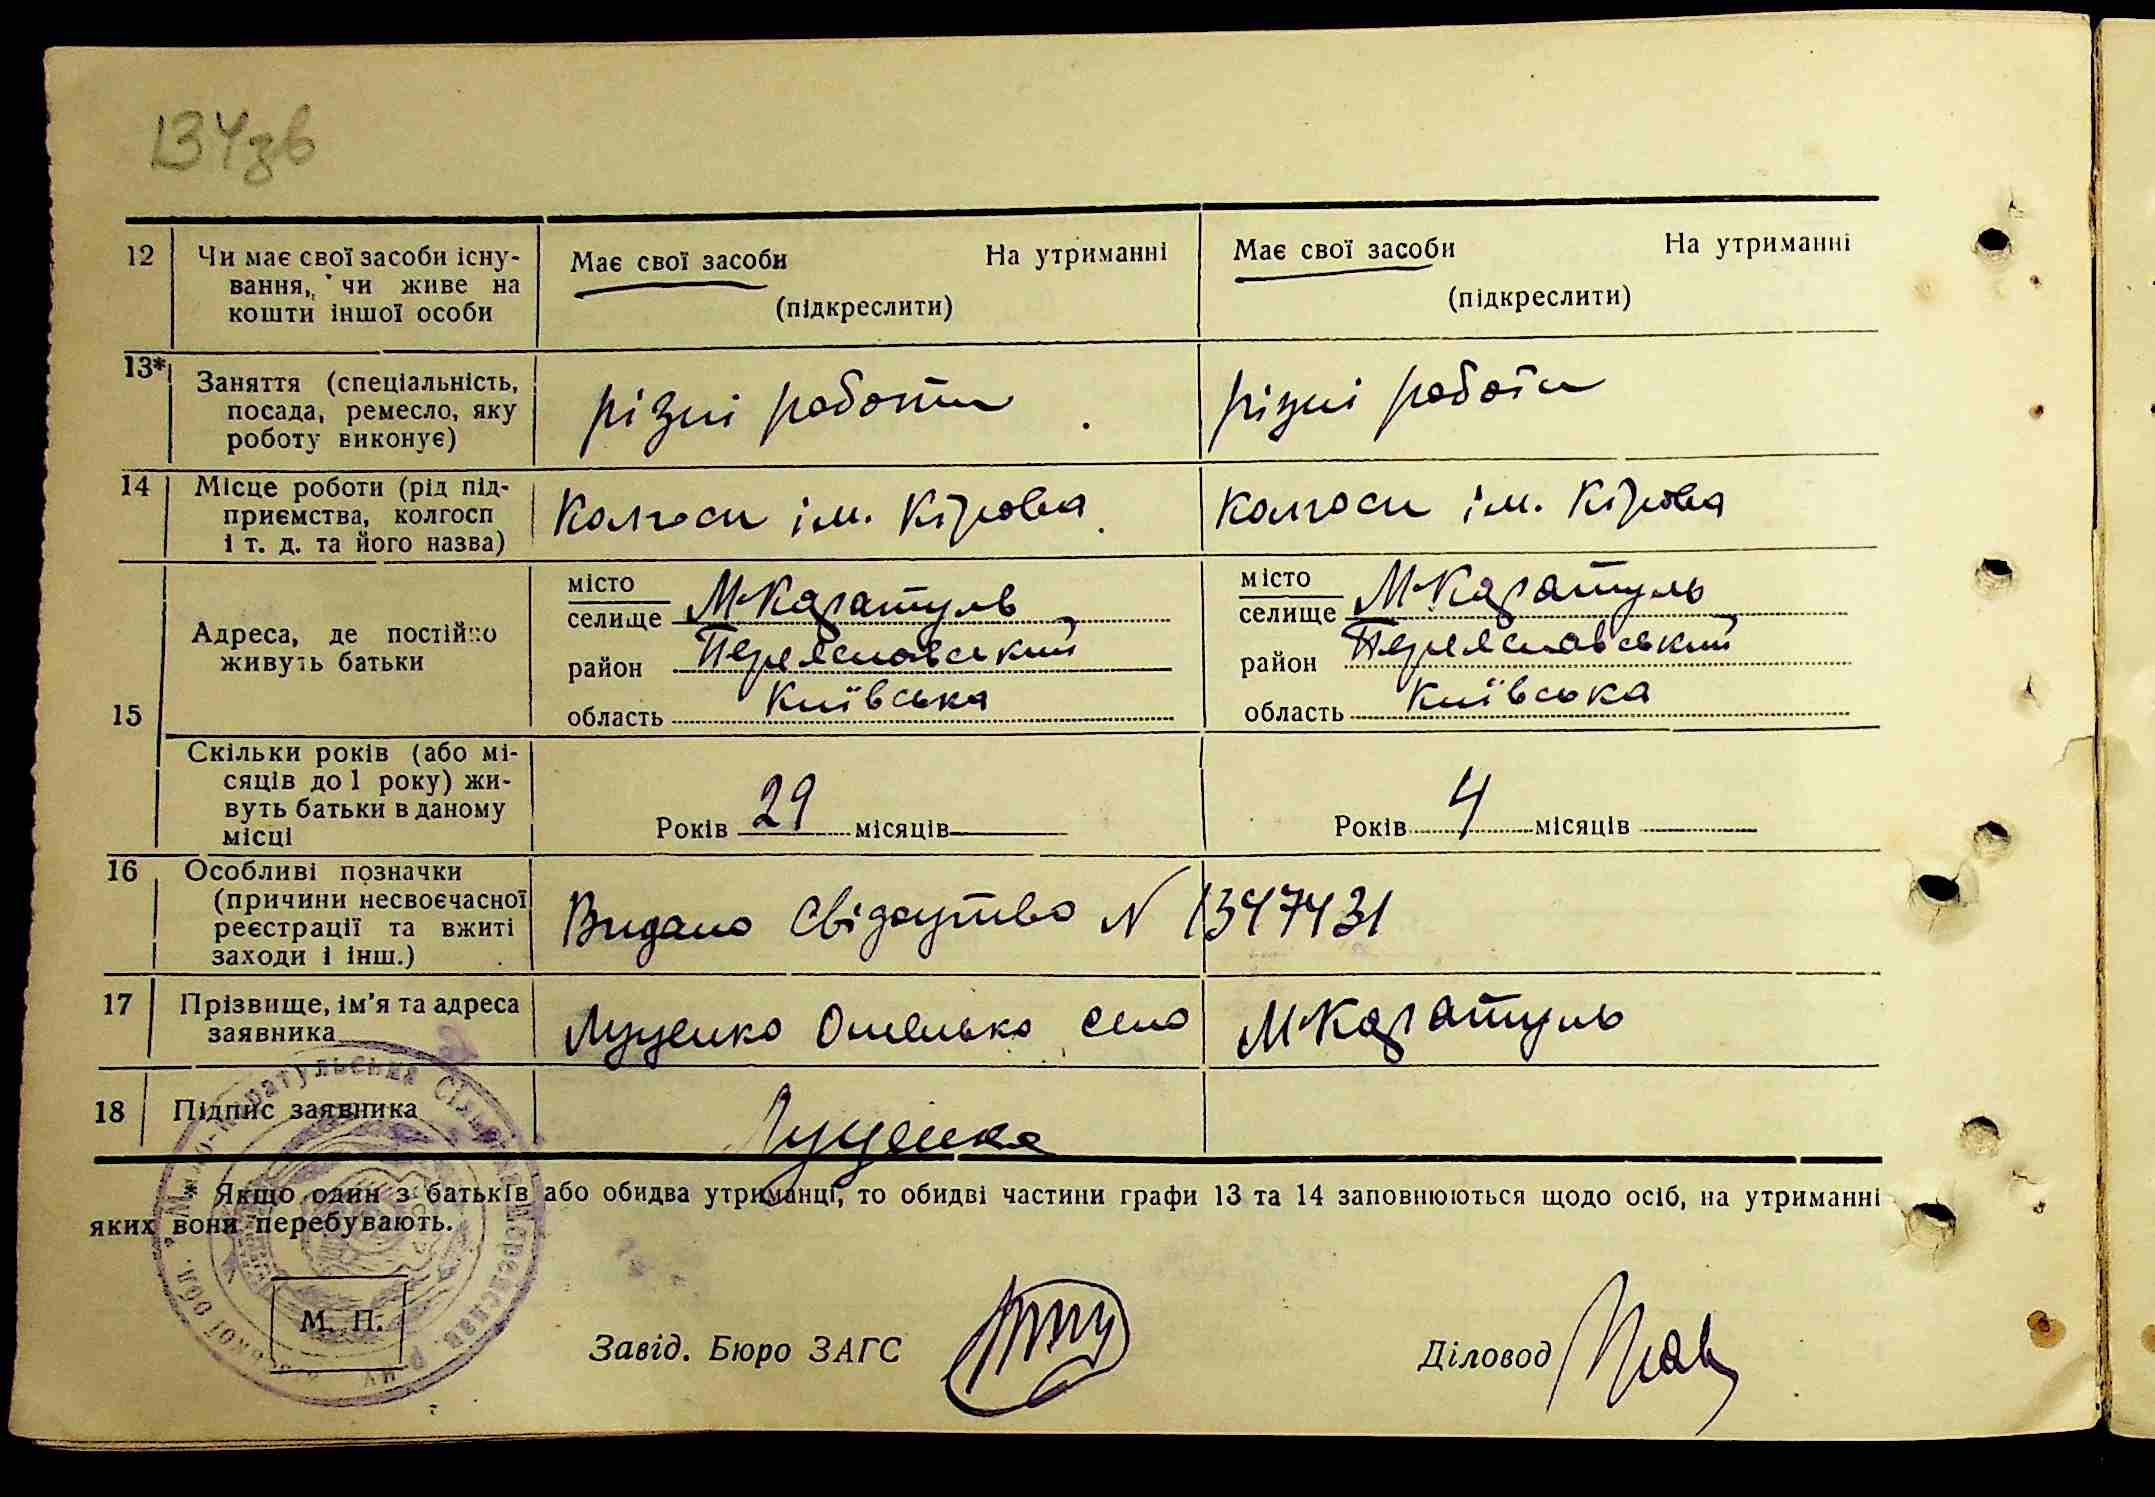 134зв
12 Чи має свої засоби існу-
вання, чи живе на
кошти іншої особи
Має свої засоби На утриманні
(підкреслити)
Має свої засоби На утриманні
(підкреслити)
13* Заняття (спеціальність,
посада, ремесло, яку
роботу виконує)
різні роботи
різні роботи
14 Місце роботи (рід під-
приємства, колгосп
і т. д. та його назва)
Колгосп ім. Кірова
Колгосп ім. Кірова
15
Адреса, де постійно
живуть батьки
місто
селище М-Каратуль
район Переяславський
область Київська
місто
селище М-Каратуль
район Переяславський
область Київська
Скільки років (або мі-
сяців до 1 року) жи-
вуть батьки в даному
місці
Років 29 місяців
Років 4 місяців
16 Особливі позначки
(причини несвоєчасної
реєстрації та вжиті
заходи і інш.)
Видано Свідоцтво N 1347431
17 Прізвище, ім'я та адреса
заявника
Луценко Омелько село М-Каратуль
18 Підпис заявника
Луценко
* Якщо один з батьків або обидва утриманці, то обидві частини графи 13 та 14 заповнюються щодо осіб, на утриманні
яких вони перебувають.
М. П.
Завід. Бюро ЗАГС
Діловод